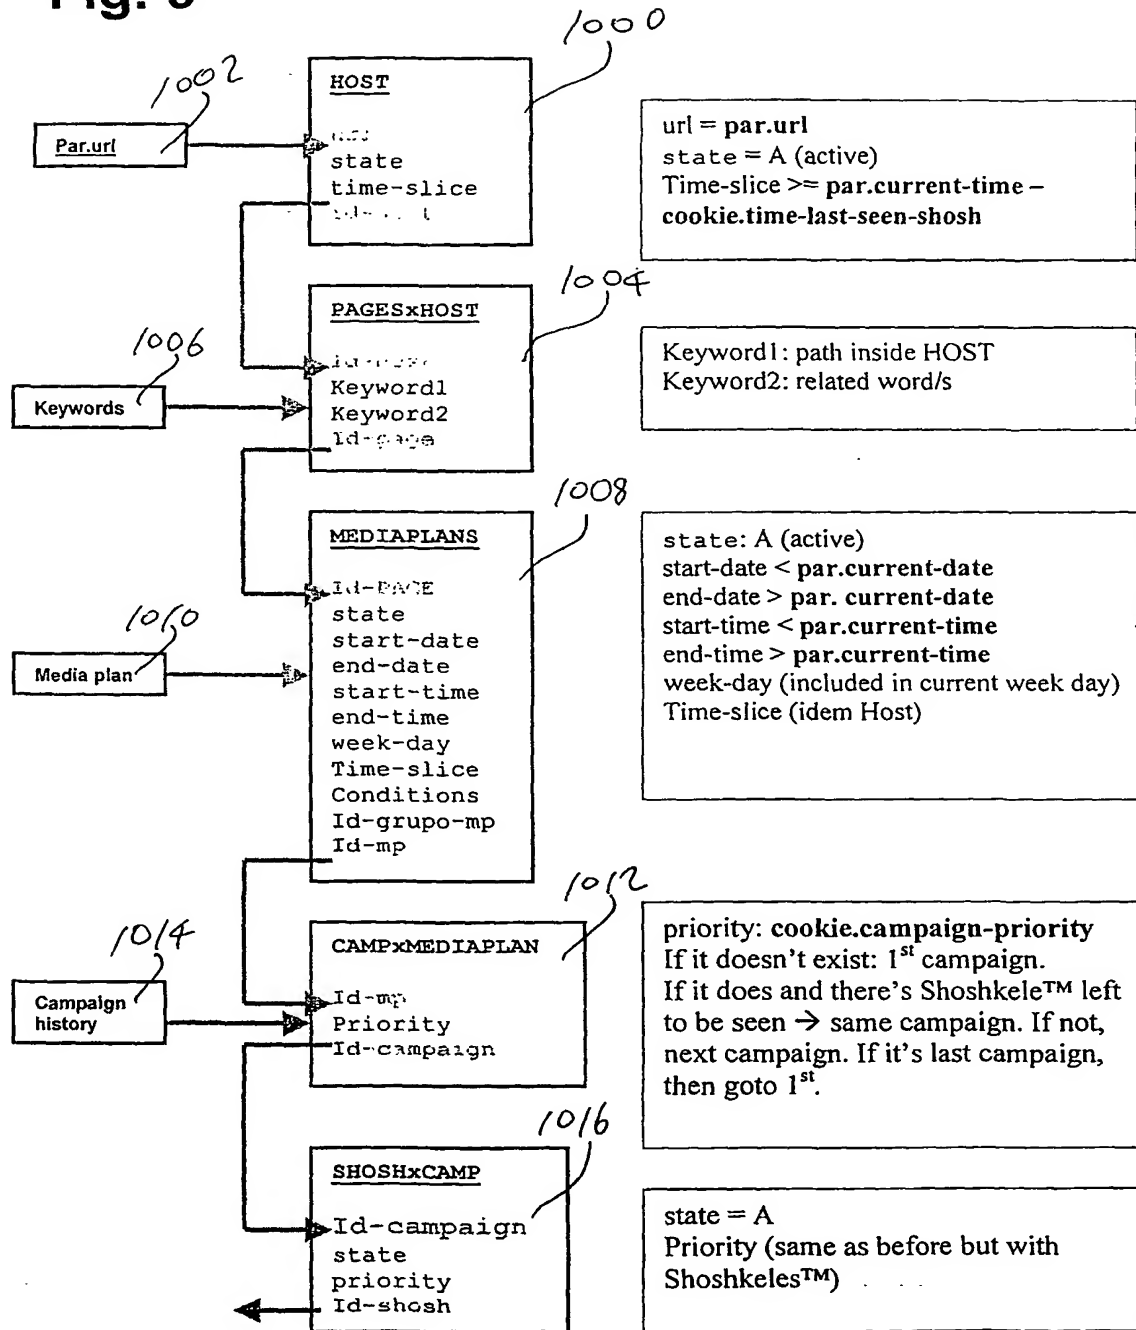 1000
1002
HOST
Par.url
state
time-slice
url = par.url
state = A (active)
Time-slice >= par.current-time –
cookie.time-last-seen-shosh
1004
PAGESxHOST
1006
Keywords
Keyword1
Keyword2
Id-page
Keyword1: path inside HOST
Keyword2: related word/s
1008
MEDIAPLANS
1010
Media plan
Id-PAGE
state
start-date
end-date
start-time
end-time
week-day
Time-slice
Conditions
Id-grupo-mp
Id-mp
state: A (active)
start-date < par.current-date
end-date > par. current-date
start-time < par.current-time
end-time > par.current-time
week-day (included in current week day)
Time-slice (idem Host)
1012
CAMPxMEDIAPLAN
1014
Campaign
history
Id-mp
Priority
Id-campaign
priority: cookie.campaign-priority
If it doesn't exist: 1st campaign.
If it does and there's Shoshkele™ left
to be seen → same campaign. If not,
next campaign. If it's last campaign,
then goto 1st.
1016
SHOSHxCAMP
Id-campaign
state
priority
Id-shosh
state = A
Priority (same as before but with
Shoshkeles™)